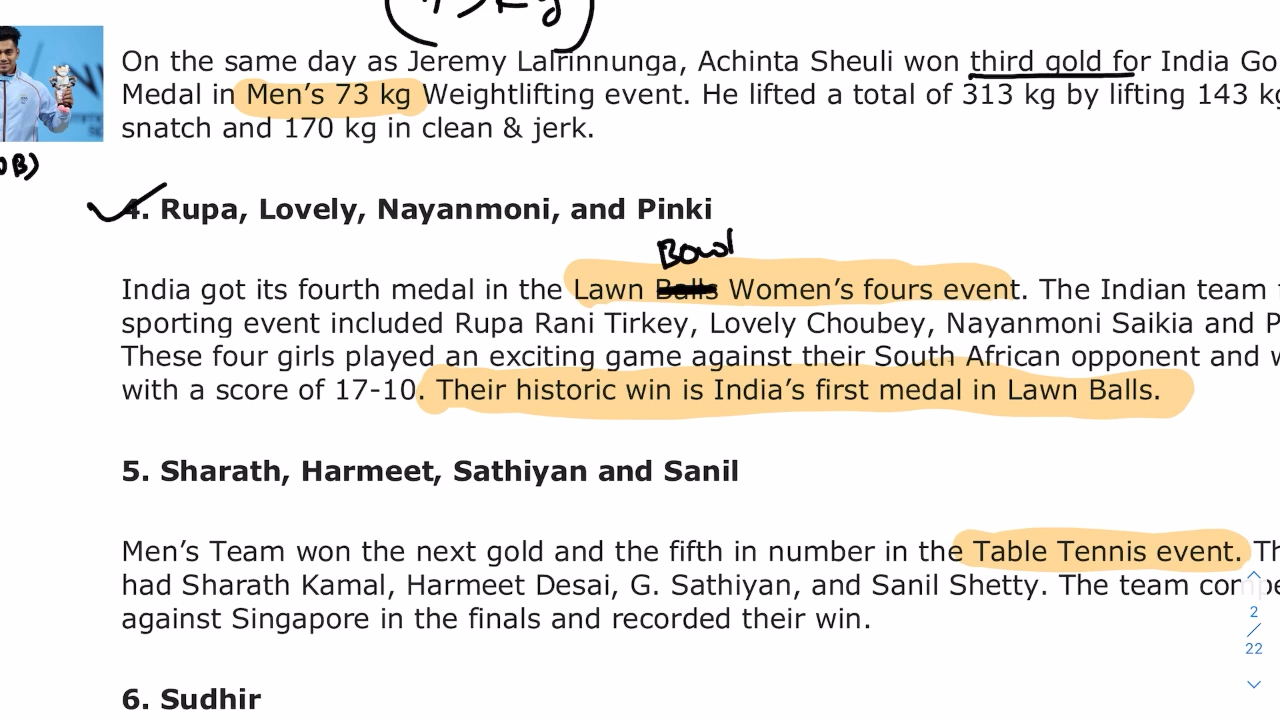 73 kg
On the same day as Jeremy Lalrinnunga, Achinta Sheuli won third gold for India Go
Medal in Men’s 73 kg Weightlifting event. He lifted a total of 313 kg by lifting 143 kg
snatch and 170 kg in clean & jerk.
4. Rupa, Lovely, Nayanmoni, and Pinki
Bowl
India got its fourth medal in the Lawn Balls Women’s fours event. The Indian team
sporting event included Rupa Rani Tirkey, Lovely Choubey, Nayanmoni Saikia and P
These four girls played an exciting game against their South African opponent and w
with a score of 17-10. Their historic win is India’s first medal in Lawn Balls.
5. Sharath, Harmeet, Sathiyan and Sanil
Men’s Team won the next gold and the fifth in number in the Table Tennis event. Th
had Sharath Kamal, Harmeet Desai, G. Sathiyan, and Sanil Shetty. The team compe
against Singapore in the finals and recorded their win.
2
/
22
6. Sudhir